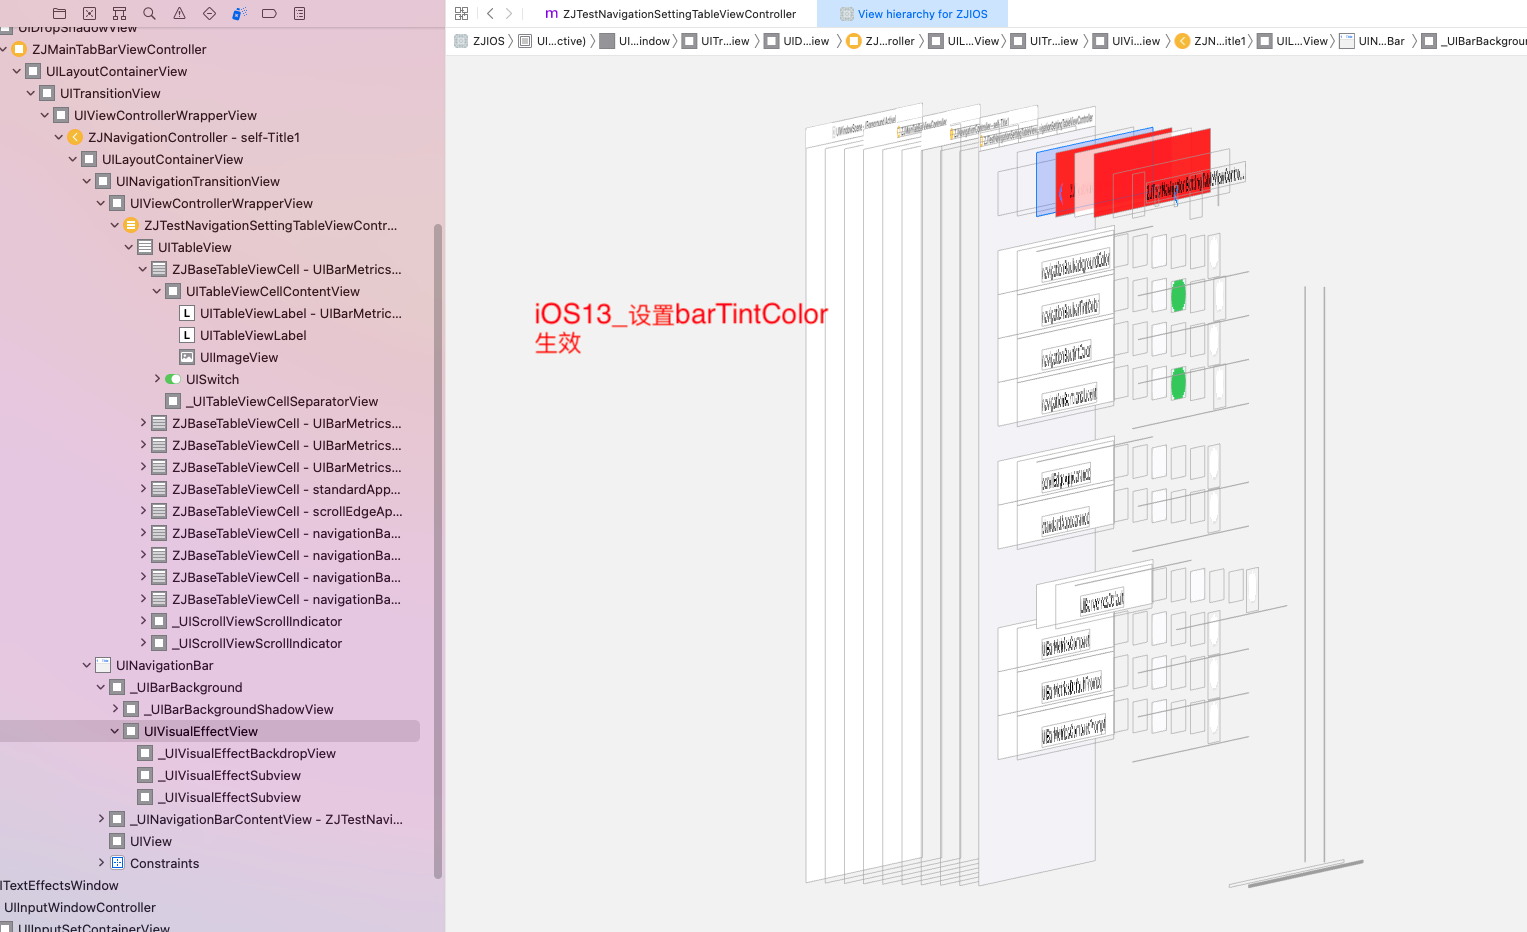 ZJTestNavigationSettingTableViewController
View hierarchy for ZJIOS
ZJIOS
UI...ctive)
UI...indow
UITr...iew
UID...iew
ZJ...roller
UIL...View
UITr...iew
UIVi...iew
ZJN...itle1
UIL...View
UIN...Bar
_UIBarBackgroun
UIDropShadowView
ZJMainTabBarViewController
UILayoutContainerView
UITransitionView
UIViewControllerWrapperView
ZJNavigationController - self-Title1
UILayoutContainerView
UINavigationTransitionView
UIViewControllerWrapperView
ZJTestNavigationSettingTableViewContr...
UITableView
ZJBaseTableViewCell - UIBarMetrics...
UITableViewCellContentView
UITableViewLabel - UIBarMetric...
UITableViewLabel
UIImageView
UISwitch
_UITableViewCellSeparatorView
ZJBaseTableViewCell - UIBarMetrics...
ZJBaseTableViewCell - UIBarMetrics...
ZJBaseTableViewCell - UIBarMetrics...
ZJBaseTableViewCell - standardApp...
ZJBaseTableViewCell - scrollEdgeAp...
ZJBaseTableViewCell - navigationBa...
ZJBaseTableViewCell - navigationBa...
ZJBaseTableViewCell - navigationBa...
ZJBaseTableViewCell - navigationBa...
_UIScrollViewScrollIndicator
_UIScrollViewScrollIndicator
UINavigationBar
_UIBarBackground
_UIBarBackgroundShadowView
UIVisualEffectView
_UIVisualEffectBackdropView
_UIVisualEffectSubview
_UIVisualEffectSubview
_UINavigationBarContentView - ZJTestNavi...
UIView
Constraints
ITextEffectsWindow
UIInputWindowController
UIInputSetContainerView
iOS13_设置barTintColor
生效
UIBarMetricsDefault
UIBarMetricsCompact
UIBarMetricsDefaultPrompt
UIBarMetricsCompactPrompt